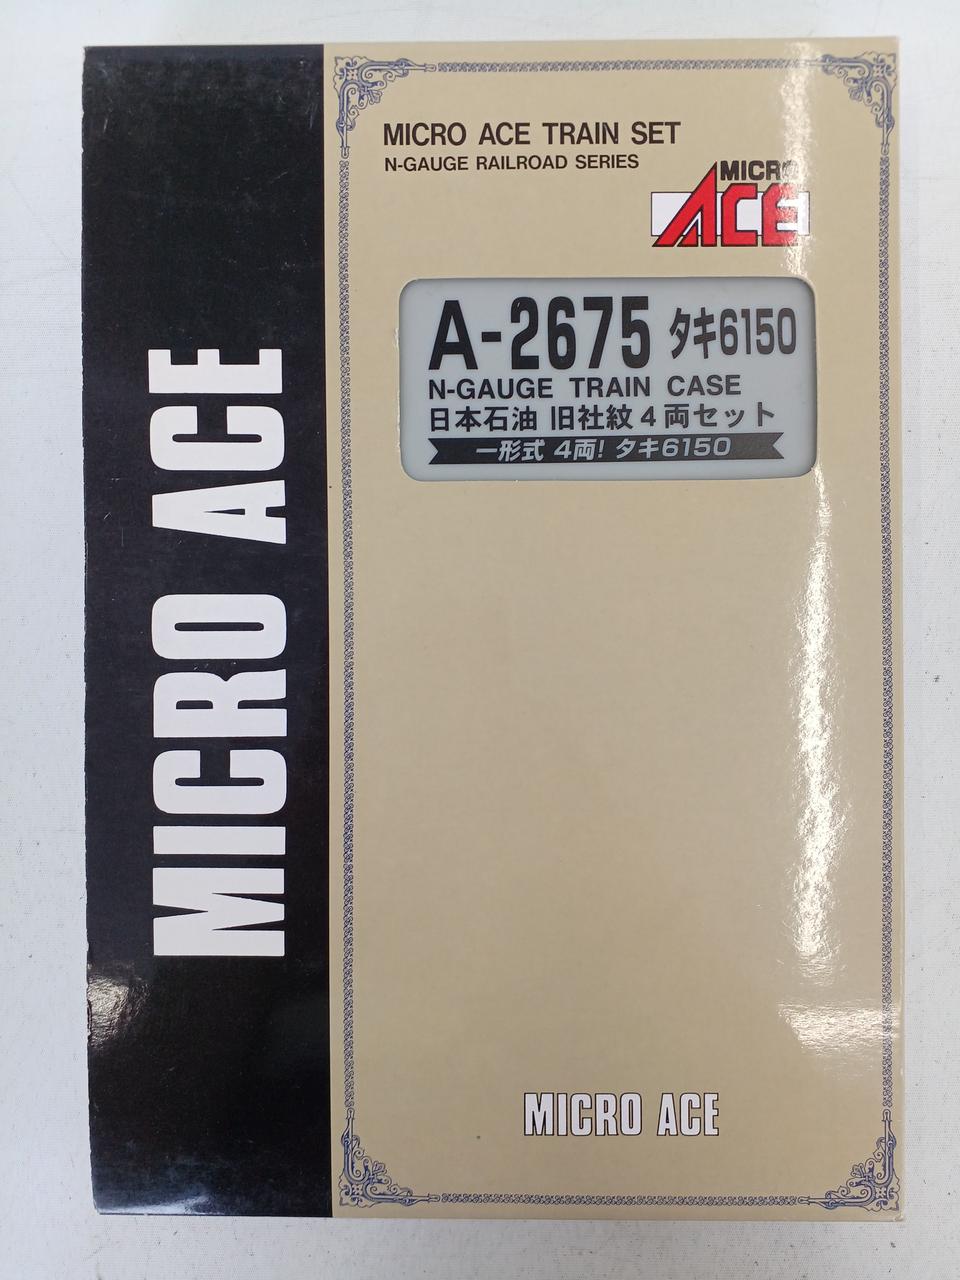 MICRO ACE
MICRO ACE TRAIN SET
N-GAUGE RAILROAD SERIES
MICRO
ACE
A-2675 タキ6150
N-GAUGE TRAIN CASE
日本石油 旧社紋4両セット
一形式 4両! タキ6150
MICRO ACE